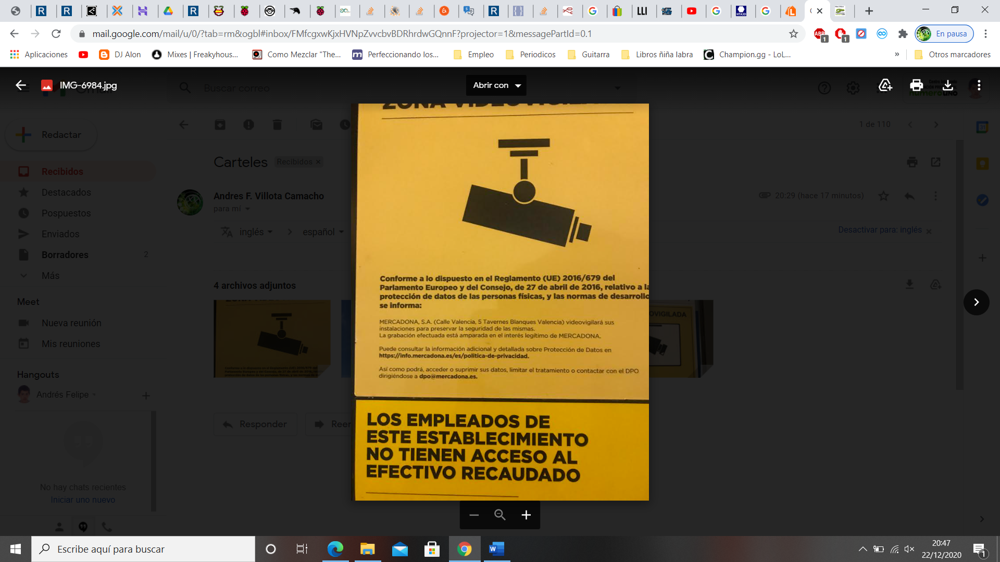 mail.google.com/mail/u/0/?tab=rm&ogbl#inbox/FMfcgxwKjxHVNpZvvcbvBDRhrdwGQnnF?projector=1&messagePartId=0.1
ABP
1
1
En pausa
Aplicaciones
DJ Alon
Mixes | Freakyhous...
Como Mezclar "The...
Perfeccionando los...
Empleo
Periodicos
Guitarra
Libros ñiña labra
Champion.gg - LoL...
»
Otros marcadores
IMG-6984.jpg
Buscar correo
Abrir con
numerouno
Redactar
1 de 110
Recibidos
Destacados
Pospuestos
Enviados
Borradores
2
Más
Meet
Nueva reunión
Mis reuniones
Hangouts
Andrés Felipe
No hay chats recientes
Iniciar uno nuevo
Carteles
Recibidos ×
Andres F. Villota Camacho
para mí
20:29 (hace 17 minutos)
inglés
español
Desactivar para: inglés
4 archivos adjuntos
Responder
Reer
ZONA VIDEOVIGILA
Conforme a lo dispuesto en el Reglamento (UE) 2016/679 del
Parlamento Europeo y del Consejo, de 27 de abril de 2016, relativo a la
protección de datos de las personas físicas, y las normas de desarrollo
se informa:
MERCADONA, S.A. (Calle Valencia, 5 Tavernes Blanques Valencia) videovigilará sus
instalaciones para preservar la seguridad de las mismas.
La grabación efectuada está amparada en el interés legítimo de MERCADONA.
Puede consultar la información adicional y detallada sobre Protección de Datos en
https://info.mercadona.es/es/politica-de-privacidad.
Así como podrá, acceder o suprimir sus datos, limitar el tratamiento o contactar con el DPO
dirigiéndose a dpo@mercadona.es.
LOS EMPLEADOS DE
ESTE ESTABLECIMIENTO
NO TIENEN ACCESO AL
EFECTIVO RECAUDADO
OVIGILADA
Escribe aquí para buscar
20:47
22/12/2020
1